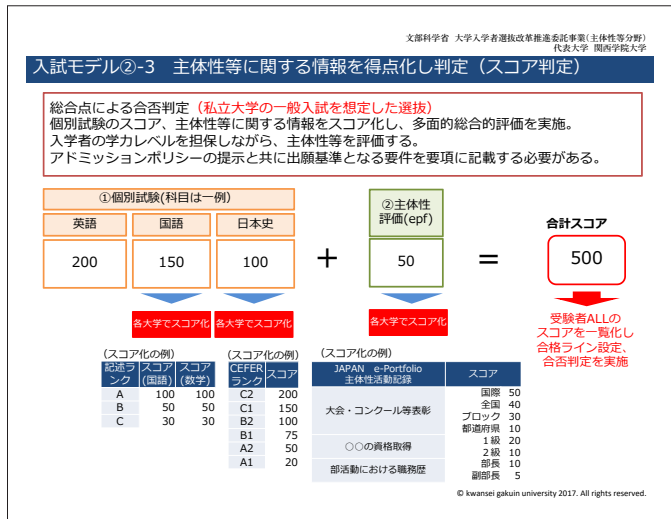 文部科学省 大学入学者選抜改革推進委託事業(主体性等分野)
代表大学 関西学院大学
入試モデル②-3　主体性等に関する情報を得点化し判定（スコア判定）
総合点による合否判定（私立大学の一般入試を想定した選抜）
個別試験のスコア、主体性等に関する情報をスコア化し、多面的総合的評価を実施。
入学者の学力レベルを担保しながら、主体性等を評価する。
アドミッションポリシーの提示と共に出願基準となる要件を要項に記載する必要がある。
①個別試験(科目は一例)
英語 国語 日本史
200 150 100
+
②主体性
評価(epf)
50
=
合計スコア
500
各大学でスコア化 各大学でスコア化 各大学でスコア化
受験者ALLの
スコアを一覧化し
合格ライン設定、
合否判定を実施
(スコア化の例)
記述ランク スコア(国語) スコア(数学)
A 100 100
B 50 50
C 30 30
(スコア化の例)
CEFERランク スコア
C2 200
C1 150
B2 100
B1 75
A2 50
A1 20
(スコア化の例)
JAPAN e-Portfolio
主体性活動記録 スコア
大会・コンクール等表彰
国際 50
全国 40
ブロック 30
都道府県 10
○○の資格取得
１級 20
２級 10
部活動における職務歴
部長 10
副部長 5
© kwansei gakuin university 2017. All rights reserved.